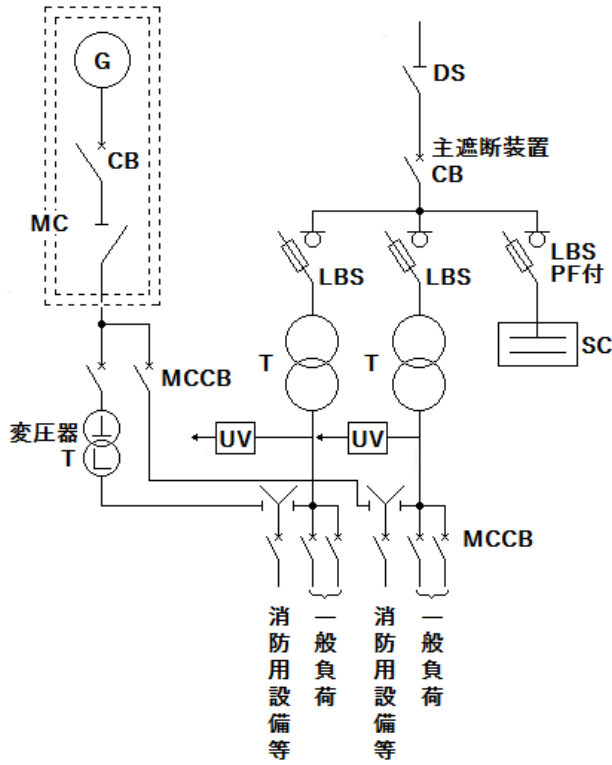 G
CB
MC
DS
主遮断装置
CB
LBS
LBS
LBS
PF付
SC
T
T
MCCB
変圧器
T
UV
UV
MCCB
消防用設備等
一般負荷
消防用設備等
一般負荷